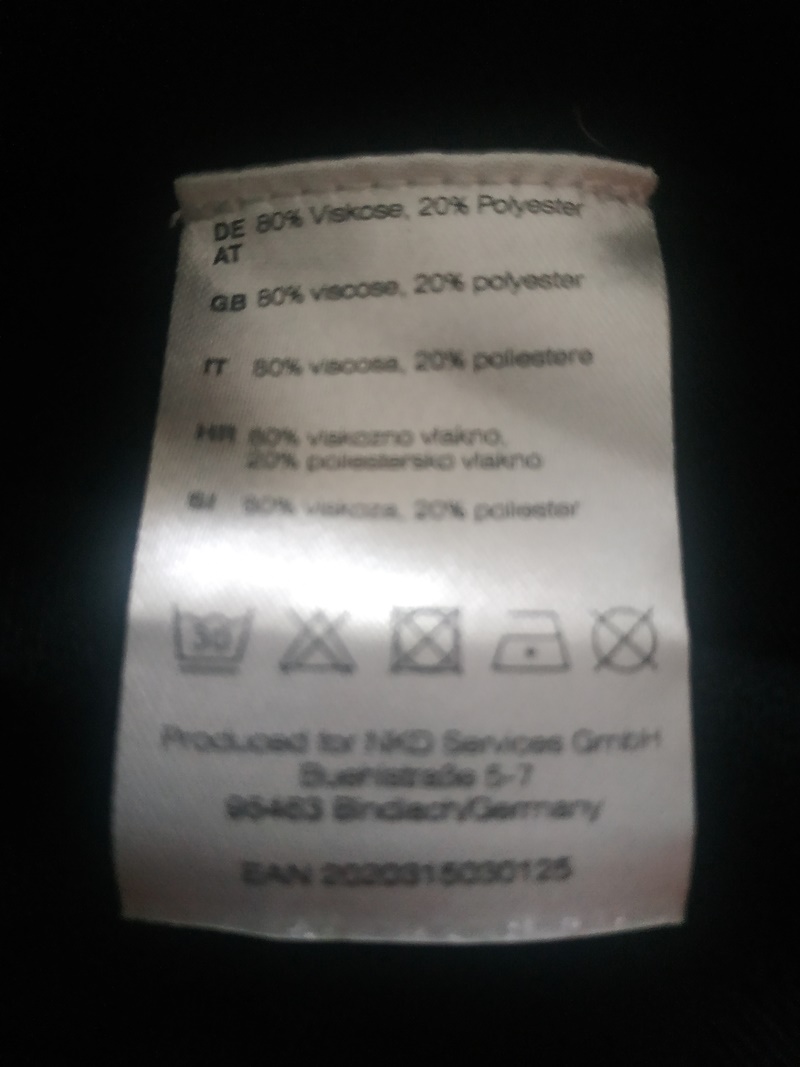 DE 80% Viskose, 20% Polyester
AT
GB 80% viscose, 20% polyester
IT 80% viscosa, 20% poliestere
HR 80% viskozno vlakno,
20% poliestersko vlakno
SI 80% viskoza, 20% poliester
30
Produced for NKD Services GmbH
Buehlstraße 5-7
95463 Bindlach/Germany
EAN